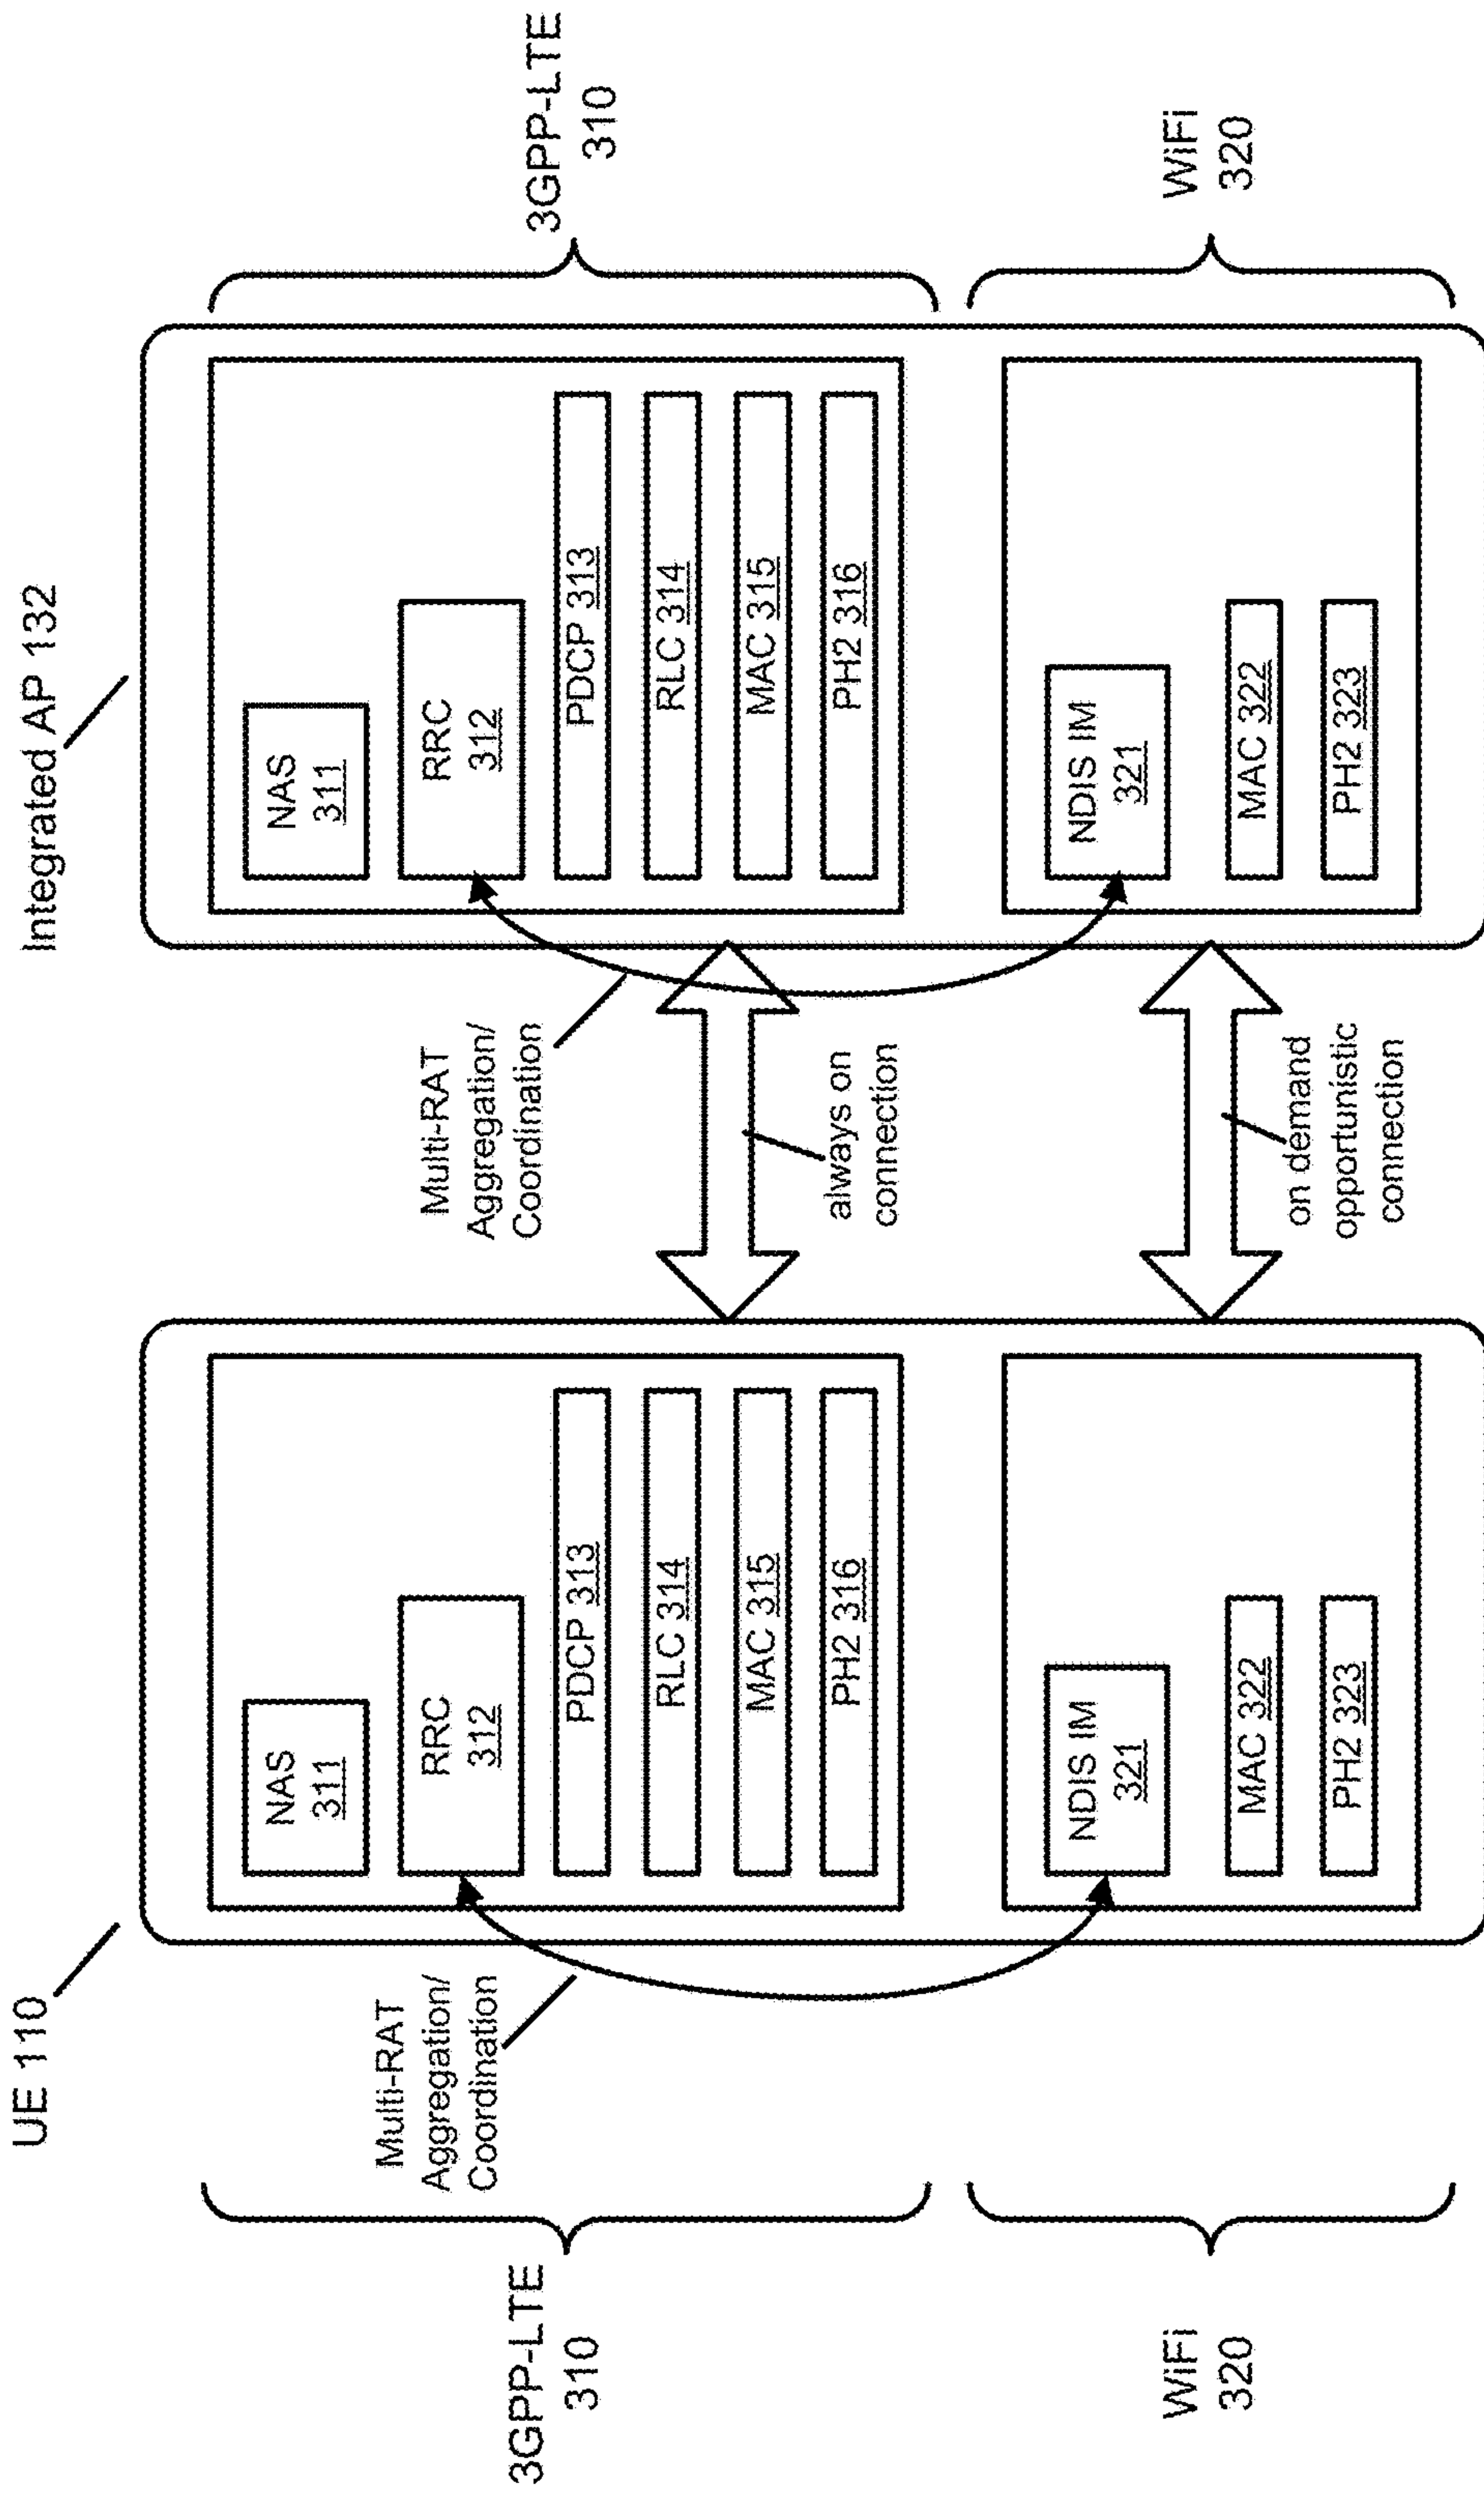 UE 110
Integrated AP 132
3GPP-LTE
310
Multi-RAT
Aggregation/
Coordination
NAS
311
RRC
312
PDCP 313
RLC 314
MAC 315
PH2 316
Multi-RAT
Aggregation/
Coordination
always on
connection
NAS
311
RRC
312
PDCP 313
RLC 314
MAC 315
PH2 316
3GPP-LTE
310
WiFi
320
NDIS IM
321
MAC 322
PH2 323
on demand
opportunistic
connection
NDIS IM
321
MAC 322
PH2 323
WiFi
320